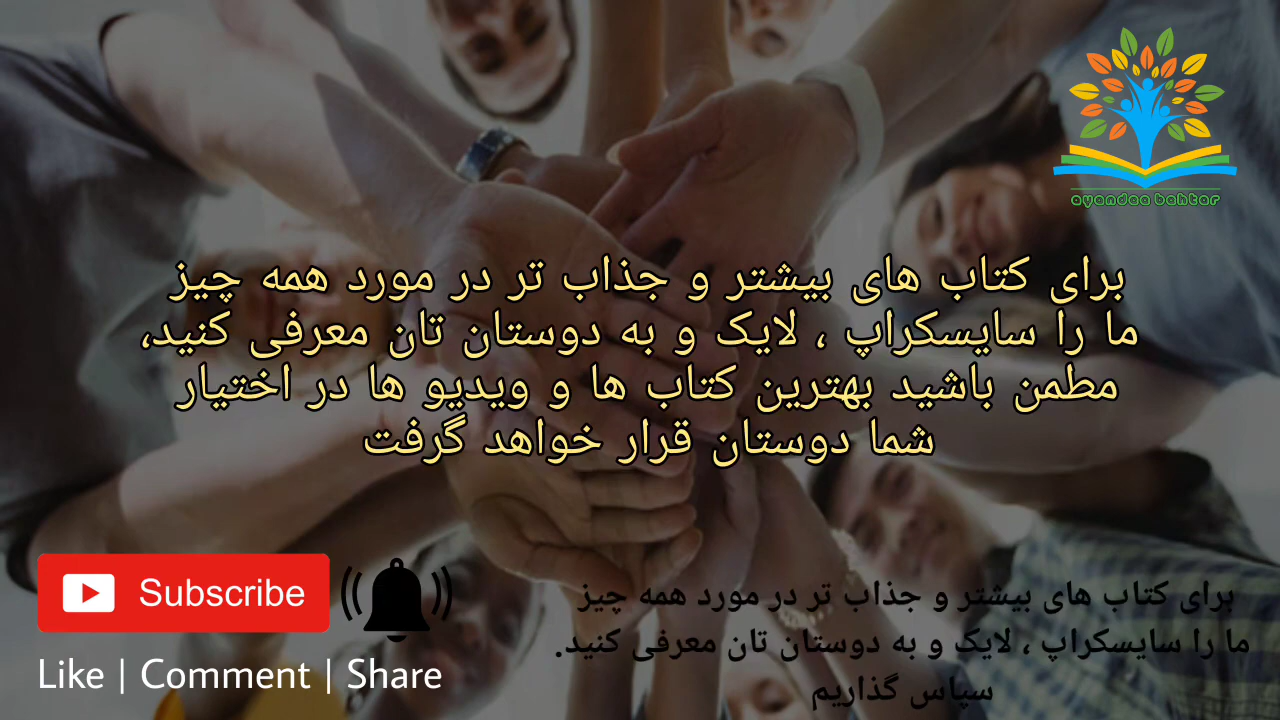 ayandaa bahtar
برای کتاب های بیشتر و جذاب تر در مورد همه چیز
ما را سایسکراپ ، لایک و به دوستان تان معرفی کنید،
مطمن باشید بهترین کتاب ها و ویدیو ها در اختیار
شما دوستان قرار خواهد گرفت
Subscribe
Like | Comment | Share
برای کتاب های بیشتر و جذاب تر در مورد همه چیز
ما را سایسکراپ ، لایک و به دوستان تان معرفی کنید.
سپاس گذاریم